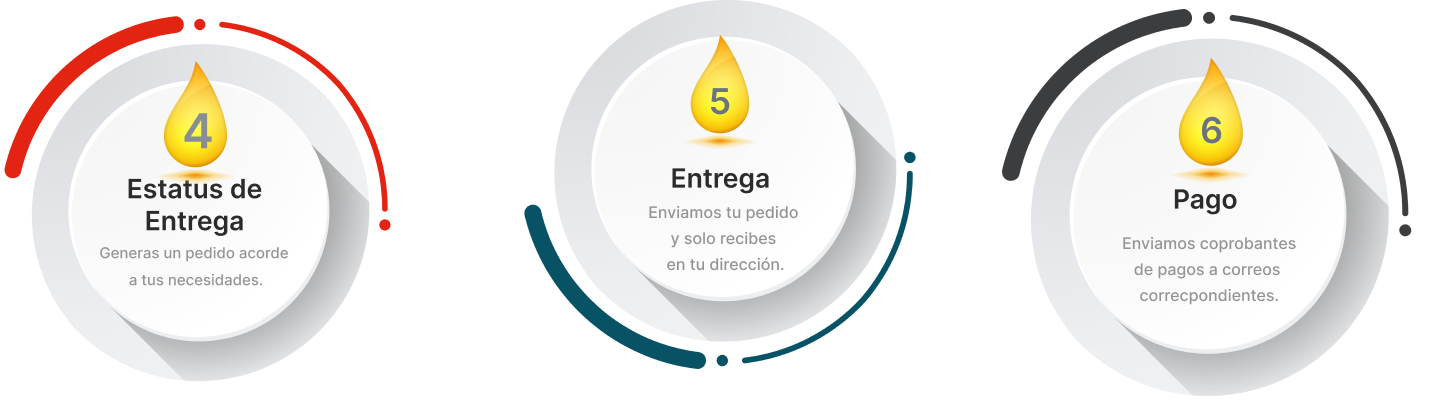 4
Estatus de
Entrega
Generas un pedido acorde
a tus necesidades.
5
Entrega
Enviamos tu pedido
y solo recibes
en tu dirección.
6
Pago
Enviamos coprobantes
de pagos a correos
correcpondientes.